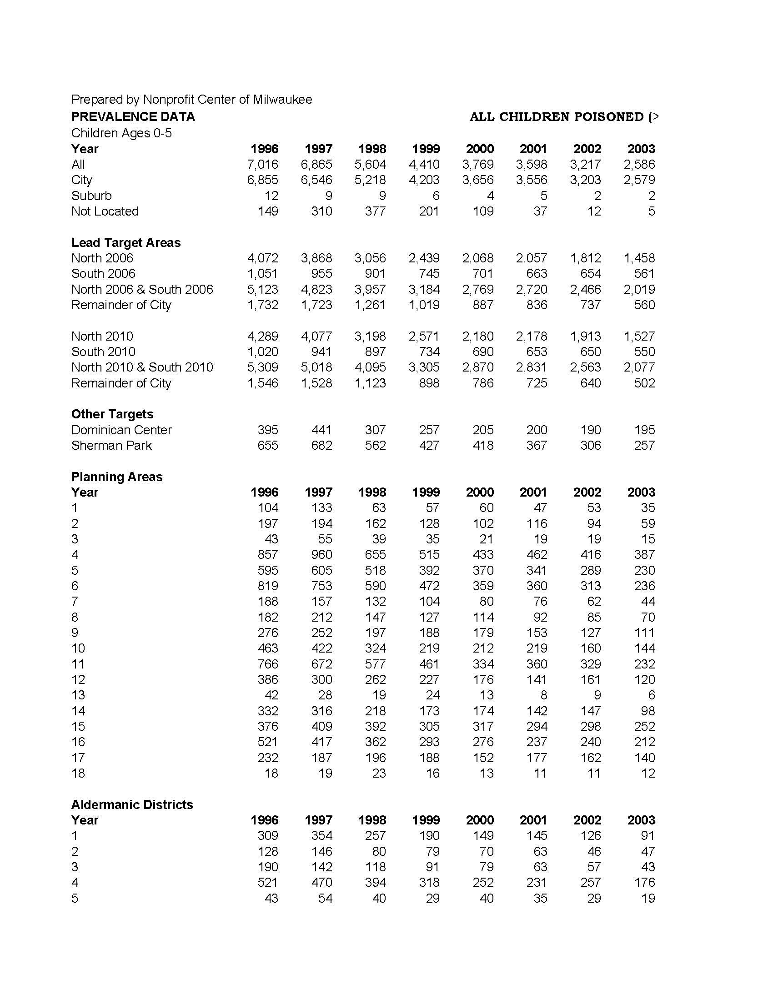 Prepared by Nonprofit Center of Milwaukee
PREVALENCE DATA ALL CHILDREN POISONED (>
Children Ages 0-5
Year 1996 1997 1998 1999 2000 2001 2002 2003
All 7,016 6,865 5,604 4,410 3,769 3,598 3,217 2,586
City 6,855 6,546 5,218 4,203 3,656 3,556 3,203 2,579
Suburb 12 9 9 6 4 5 2 2
Not Located 149 310 377 201 109 37 12 5
Lead Target Areas
North 2006 4,072 3,868 3,056 2,439 2,068 2,057 1,812 1,458
South 2006 1,051 955 901 745 701 663 654 561
North 2006 & South 2006 5,123 4,823 3,957 3,184 2,769 2,720 2,466 2,019
Remainder of City 1,732 1,723 1,261 1,019 887 836 737 560
North 2010 4,289 4,077 3,198 2,571 2,180 2,178 1,913 1,527
South 2010 1,020 941 897 734 690 653 650 550
North 2010 & South 2010 5,309 5,018 4,095 3,305 2,870 2,831 2,563 2,077
Remainder of City 1,546 1,528 1,123 898 786 725 640 502
Other Targets
Dominican Center 395 441 307 257 205 200 190 195
Sherman Park 655 682 562 427 418 367 306 257
Planning Areas
Year 1996 1997 1998 1999 2000 2001 2002 2003
1 104 133 63 57 60 47 53 35
2 197 194 162 128 102 116 94 59
3 43 55 39 35 21 19 19 15
4 857 960 655 515 433 462 416 387
5 595 605 518 392 370 341 289 230
6 819 753 590 472 359 360 313 236
7 188 157 132 104 80 76 62 44
8 182 212 147 127 114 92 85 70
9 276 252 197 188 179 153 127 111
10 463 422 324 219 212 219 160 144
11 766 672 577 461 334 360 329 232
12 386 300 262 227 176 141 161 120
13 42 28 19 24 13 8 9 6
14 332 316 218 173 174 142 147 98
15 376 409 392 305 317 294 298 252
16 521 417 362 293 276 237 240 212
17 232 187 196 188 152 177 162 140
18 18 19 23 16 13 11 11 12
Aldermanic Districts
Year 1996 1997 1998 1999 2000 2001 2002 2003
1 309 354 257 190 149 145 126 91
2 128 146 80 79 70 63 46 47
3 190 142 118 91 79 63 57 43
4 521 470 394 318 252 231 257 176
5 43 54 40 29 40 35 29 19